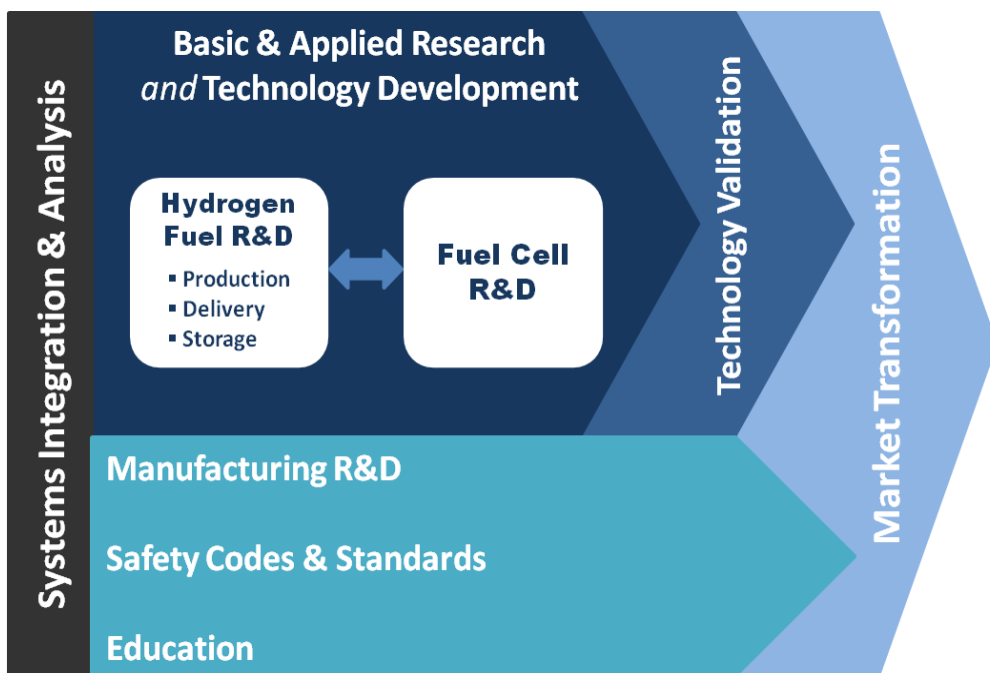 Systems Integration & Analysis
Basic & Applied Research
and Technology Development
Hydrogen
Fuel R&D
▪ Production
▪ Delivery
▪ Storage
Fuel Cell
R&D
Technology Validation
Market Transformation
Manufacturing R&D
Safety Codes & Standards
Education